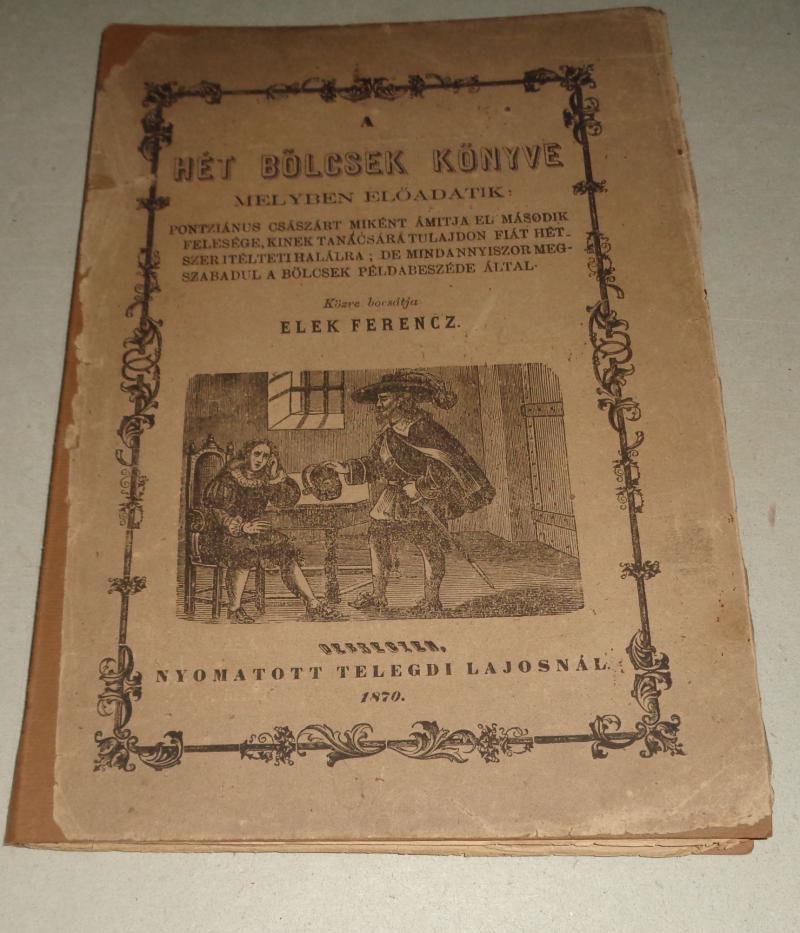 A
HÉT BÖLCSEK KÖNYVE
MELYBEN ELŐADATIK:
PONTZIÁNUS CSÁSZÁRT MIKÉNT ÁMITJA EL MÁSODIK
FELESÉGE, KINEK TANÁCSÁRA TULAJDON FIÁT HÉT-
SZER ITÉLTETI HALÁLRA; DE MINDANNYISZOR MEG-
SZABADUL A BÖLCSEK PÉLDABESZÉDE ÁLTAL.
Közre bocsátja
ELEK FERENCZ.
DEBRECZEN,
NYOMATOTT TELEGDI LAJOSNÁL.
1870.